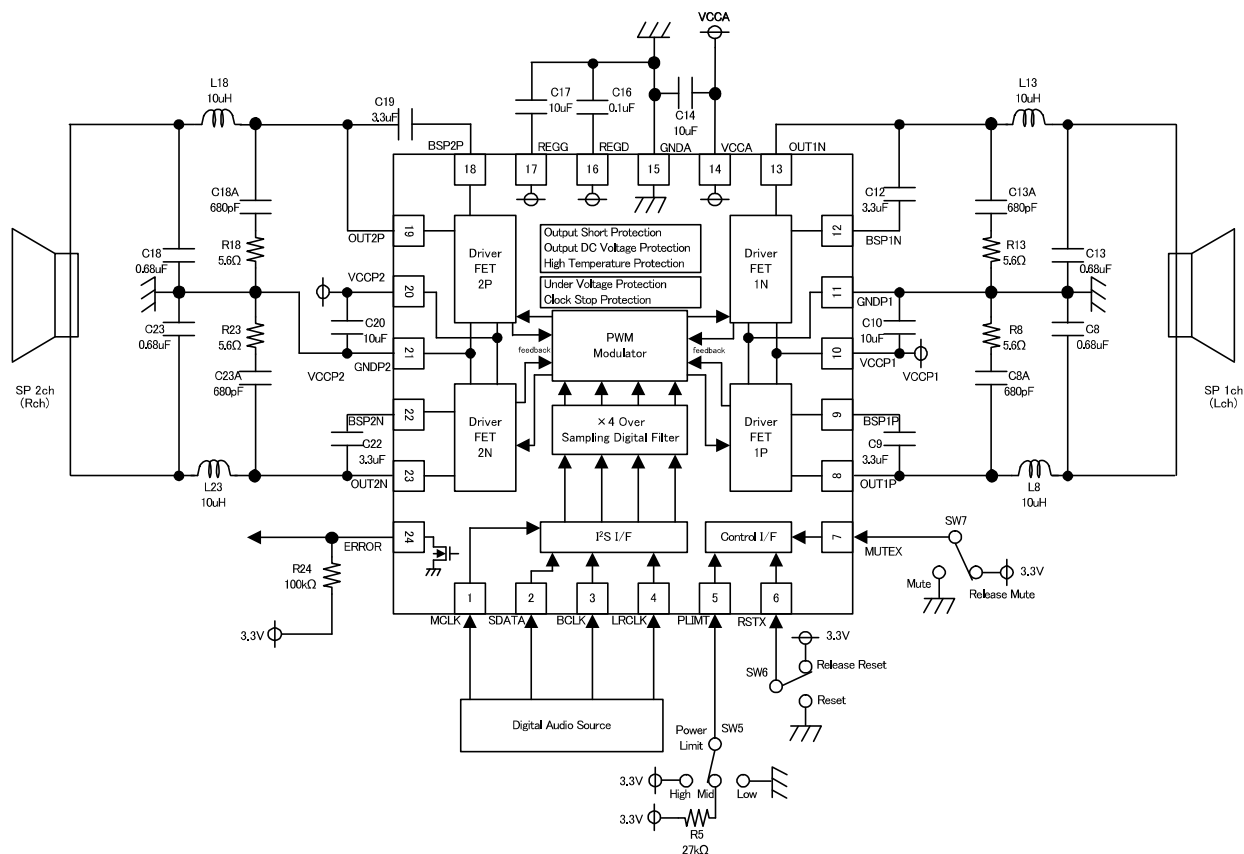 VCCA
L18
10uH
C19
3.3uF
C17
10uF
C16
0.1uF
C14
10uF
L13
10uH
BSP2P
REGG
REGD
GNDA
VCCA
OUT1N
18
17
16
15
14
13
C18A
680pF
C12
3.3uF
C13A
680pF
OUT2P
19
Driver
FET
2P
Output Short Protection
Output DC Voltage Protection
High Temperature Protection
Driver
FET
1N
12
BSP1N
C18
0.68uF
R18
5.6Ω
R13
5.6Ω
C13
0.68uF
VCCP2
20
Under Voltage Protection
Clock Stop Protection
11
GNDP1
C23
0.68uF
R23
5.6Ω
C20
10uF
PWM
Modulator
feedback
feedback
C10
10uF
R8
5.6Ω
C8
0.68uF
VCCP2
GNDP2
21
10
VCCP1
VCCP1
C23A
680pF
C8A
680pF
SP 2ch
(Rch)
SP 1ch
(Lch)
BSP2N
22
Driver
FET
2N
×4 Over
Sampling Digital Filter
Driver
FET
1P
9
BSP1P
C22
3.3uF
C9
3.3uF
OUT2N
23
8
OUT1P
L23
10uH
L8
10uH
ERROR
24
I²S I/F
Control I/F
7
MUTEX
SW7
R24
100kΩ
Mute
3.3V
Release Mute
1
2
3
4
5
6
MCLK
SDATA
BCLK
LRCLK
PLIMT
RSTX
3.3V
3.3V
Release Reset
SW6
Reset
Digital Audio Source
Power
Limit
SW5
3.3V
High
Mid
Low
3.3V
R5
27kΩ